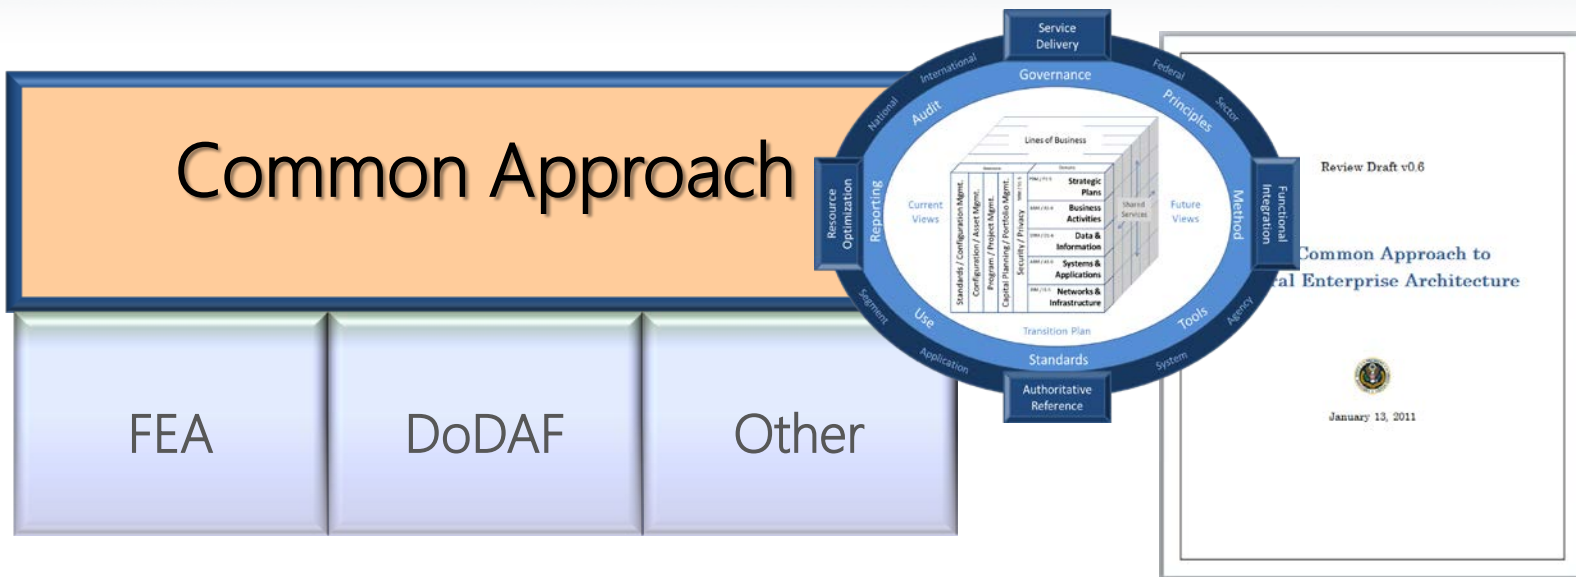 Common Approach
FEA
DoDAF
Other
Service
Delivery
International
Federal
National
Sector
Governance
Audit
Principles
Resource
Optimization
Reporting
Method
Functional
Integration
Current
Views
Future
Views
Lines of Business
Standards / Configuration Mgmt.
Configuration / Asset Mgmt.
Program / Project Mgmt.
Capital Planning / Portfolio Mgmt.
Security / Privacy
Strategic
Plans
Business
Activities
Data &
Information
Systems &
Applications
Networks &
Infrastructure
Shared
Services
Use
Tools
Transition Plan
Standards
Segment
Agency
Application
System
Authoritative
Reference
Review Draft v0.6
Common Approach to
ral Enterprise Architecture
January 13, 2011